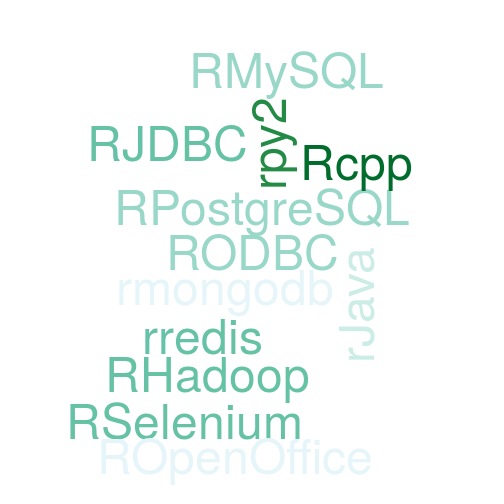 RMySQL
RJDBC
rpy2
Rcpp
RPostgreSQL
RODBC
rmongodb
rJava
rredis
RHadoop
RSelenium
ROpenOffice